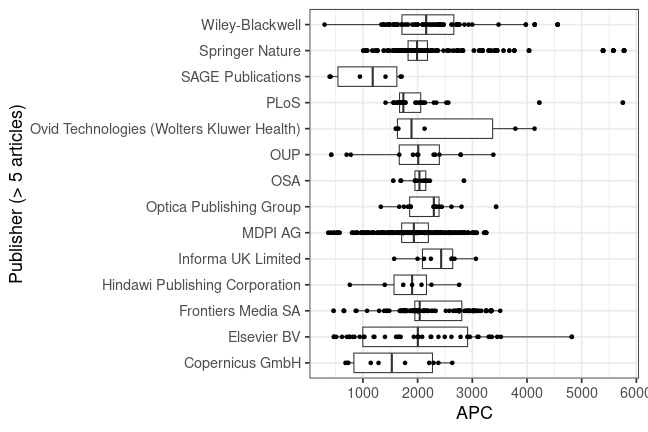 Publisher (> 5 articles)
Wiley-Blackwell
Springer Nature
SAGE Publications
PLoS
Ovid Technologies (Wolters Kluwer Health)
OUP
OSA
Optica Publishing Group
MDPI AG
Informa UK Limited
Hindawi Publishing Corporation
Frontiers Media SA
Elsevier BV
Copernicus GmbH
1000 2000 3000 4000 5000 6000
APC